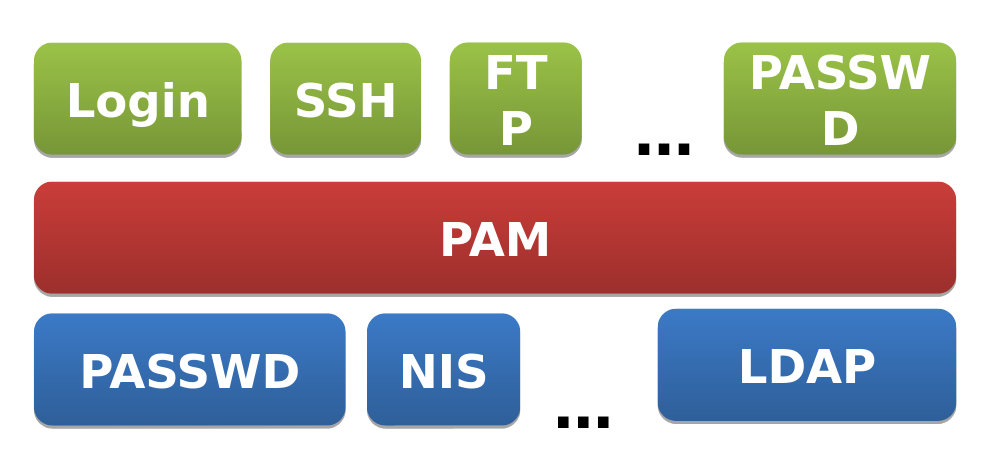 Login
SSH
FT
P
...
PASSW
D
PAM
PASSWD
NIS
...
LDAP